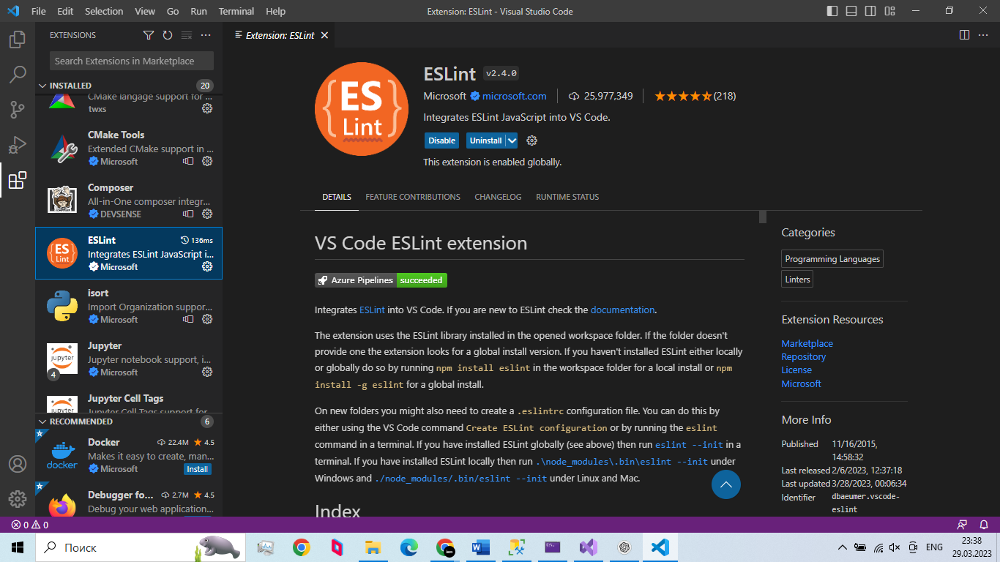 File Edit Selection View Go Run Terminal Help
Extension: ESLint - Visual Studio Code
EXTENSIONS
Search Extensions in Marketplace
INSTALLED 20
CMake langage support for ...
twxs
CMake Tools
Extended CMake support in ...
Microsoft
Composer
All-in-One composer integr...
DEVSENSE
ESLint 136ms
Integrates ESLint JavaScript i...
Microsoft
isort
Import Organization suppor...
Microsoft
Jupyter
Jupyter notebook support, i...
Microsoft
4
Jupyter Cell Tags
Jupyter Cell Tags support for ...
RECOMMENDED 6
Docker 22.4M 4.5
Makes it easy to create, man...
Microsoft Install
Debugger fo... 2.7M 4.5
Debug your web application...
Extension: ESLint
ES
Lint
ESLint v2.4.0
Microsoft microsoft.com 25,977,349 (218)
Integrates ESLint JavaScript into VS Code.
Disable Uninstall
This extension is enabled globally.
DETAILS FEATURE CONTRIBUTIONS CHANGELOG RUNTIME STATUS
VS Code ESLint extension
Azure Pipelines succeeded
Integrates ESLint into VS Code. If you are new to ESLint check the documentation.
The extension uses the ESLint library installed in the opened workspace folder. If the folder doesn't
provide one the extension looks for a global install version. If you haven't installed ESLint either locally
or globally do so by running npm install eslint in the workspace folder for a local install or npm
install -g eslint for a global install.
On new folders you might also need to create a .eslintrc configuration file. You can do this by
either using the VS Code command Create ESLint configuration or by running the eslint
command in a terminal. If you have installed ESLint globally (see above) then run eslint --init in a
terminal. If you have installed ESLint locally then run .\node_modules\.bin\eslint --init under
Windows and ./node_modules/.bin/eslint --init under Linux and Mac.
Index
Categories
Programming Languages
Linters
Extension Resources
Marketplace
Repository
License
Microsoft
More Info
Published 11/16/2015,
14:58:32
Last released 2/6/2023, 12:37:18
Last updated 3/28/2023, 00:06:34
Identifier dbaeumer.vscode-
eslint
0 0
Поиск
ENG
23:38
29.03.2023